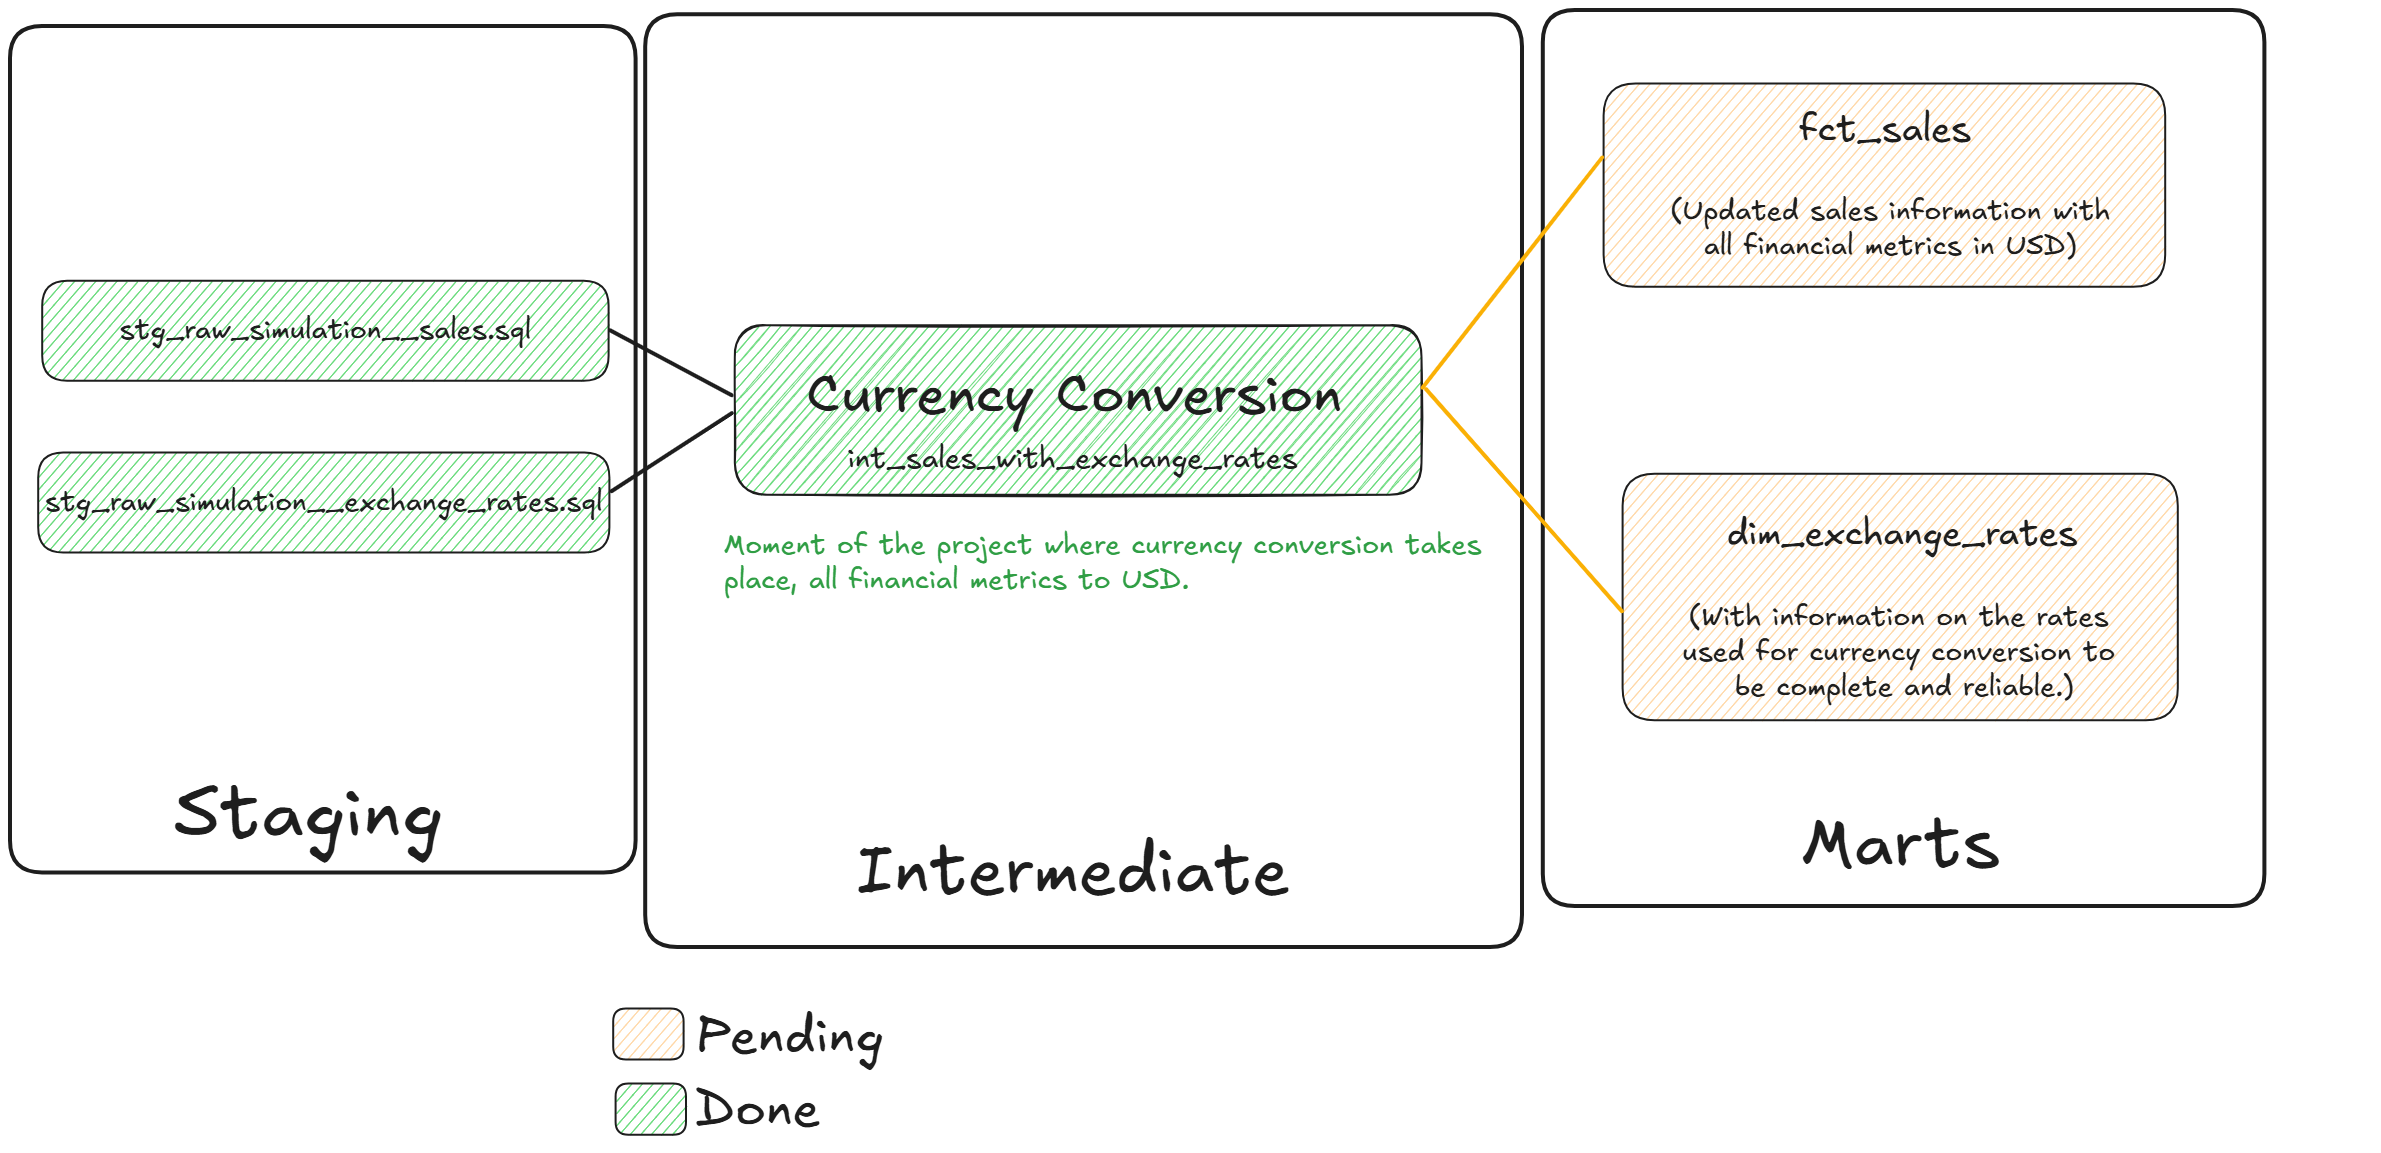 stg_raw_simulation__sales.sql
stg_raw_simulation__exchange_rates.sql
Staging
Currency Conversion
int_sales_with_exchange_rates
Moment of the project where currency conversion takes
place, all financial metrics to USD.
Intermediate
fct_sales
(Updated sales information with
all financial metrics in USD)
dim_exchange_rates
(With information on the rates
used for currency conversion to
be complete and reliable.)
Marts
Pending
Done